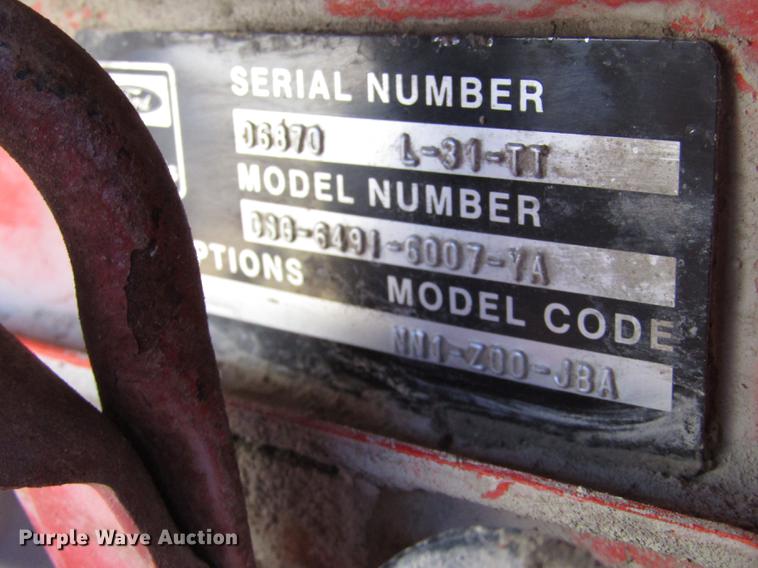 Ford
SERIAL NUMBER
06870 L-31-TT
MODEL NUMBER
6491-6007-YA
PTIONS MODEL CODE
NN1-Z00-JBA
Purple Wave Auction